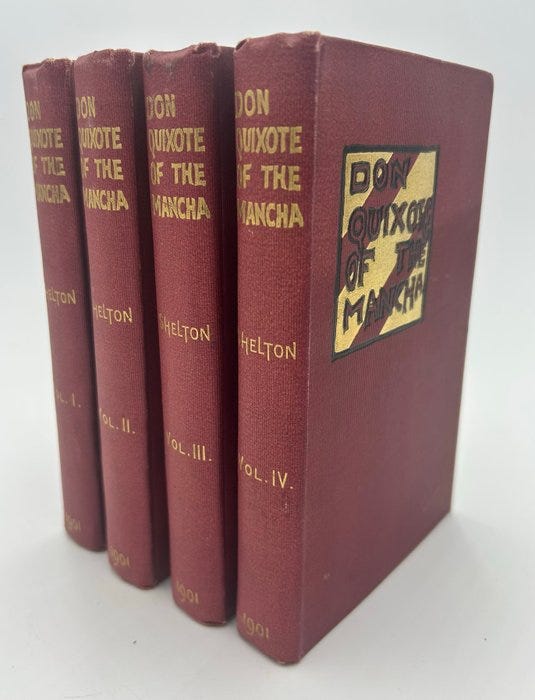 DON
QUIXOTE
OF THE
MANCHA
SHELTON
VOL. I.
1901
DON
QUIXOTE
OF THE
MANCHA
SHELTON
VOL. II.
1901
DON
QUIXOTE
OF THE
MANCHA
SHELTON
VOL. III.
1901
DON
QUIXOTE
OF THE
MANCHA
SHELTON
VOL. IV.
1901
DON
QUIXOTE
OF THE
MANCHA